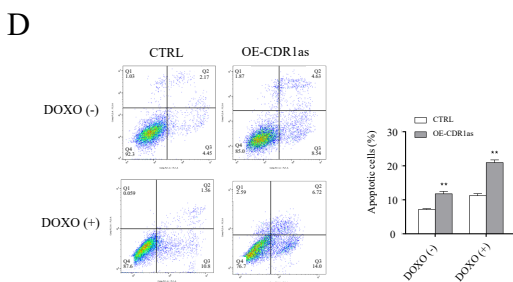 D
CTRL
OE-CDR1as
DOXO (-)
Q1
1.03
Q2
2.17
Q4
92.3
Q3
4.45
Q1
1.87
Q2
4.63
Q4
85.0
Q3
8.54
DOXO (+)
Q1
0.059
Q2
1.56
Q4
87.6
Q3
10.8
Q1
2.59
Q2
6.72
Q4
76.7
Q3
14.0
CTRL
OE-CDR1as
Apoptotic cells (%)
30
20
10
0
**
**
DOXO (-)
DOXO (+)